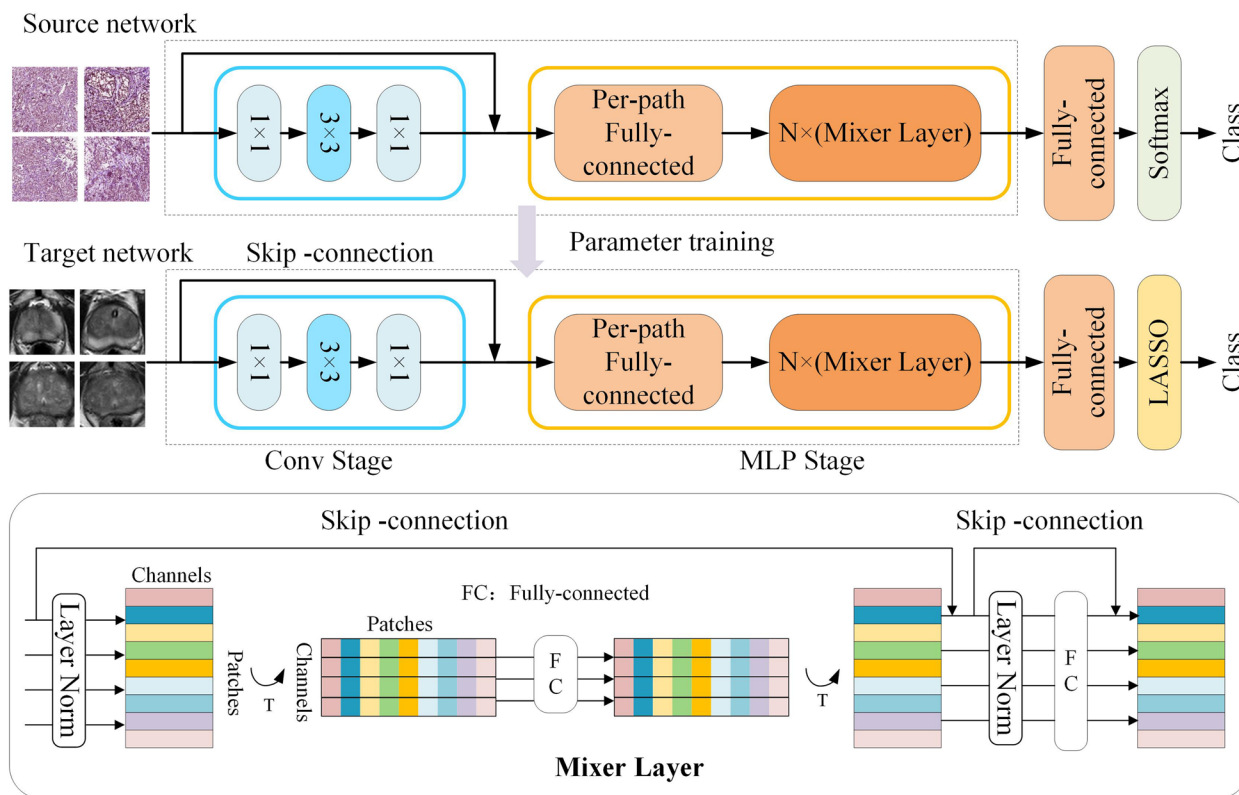 Source network
1×1
3×3
1×1
Per-path
Fully-
connected
N×(Mixer Layer)
Fully-
connected
Softmax
Class
Parameter training
Target network
Skip -connection
1×1
3×3
1×1
Per-path
Fully-
connected
N×(Mixer Layer)
Fully-
connected
LASSO
Class
Conv Stage
MLP Stage
Skip -connection
Skip -connection
Layer Norm
Channels
Patches
T
FC： Fully-connected
Patches
Channels
F
C
T
Layer Norm
F
C
Mixer Layer